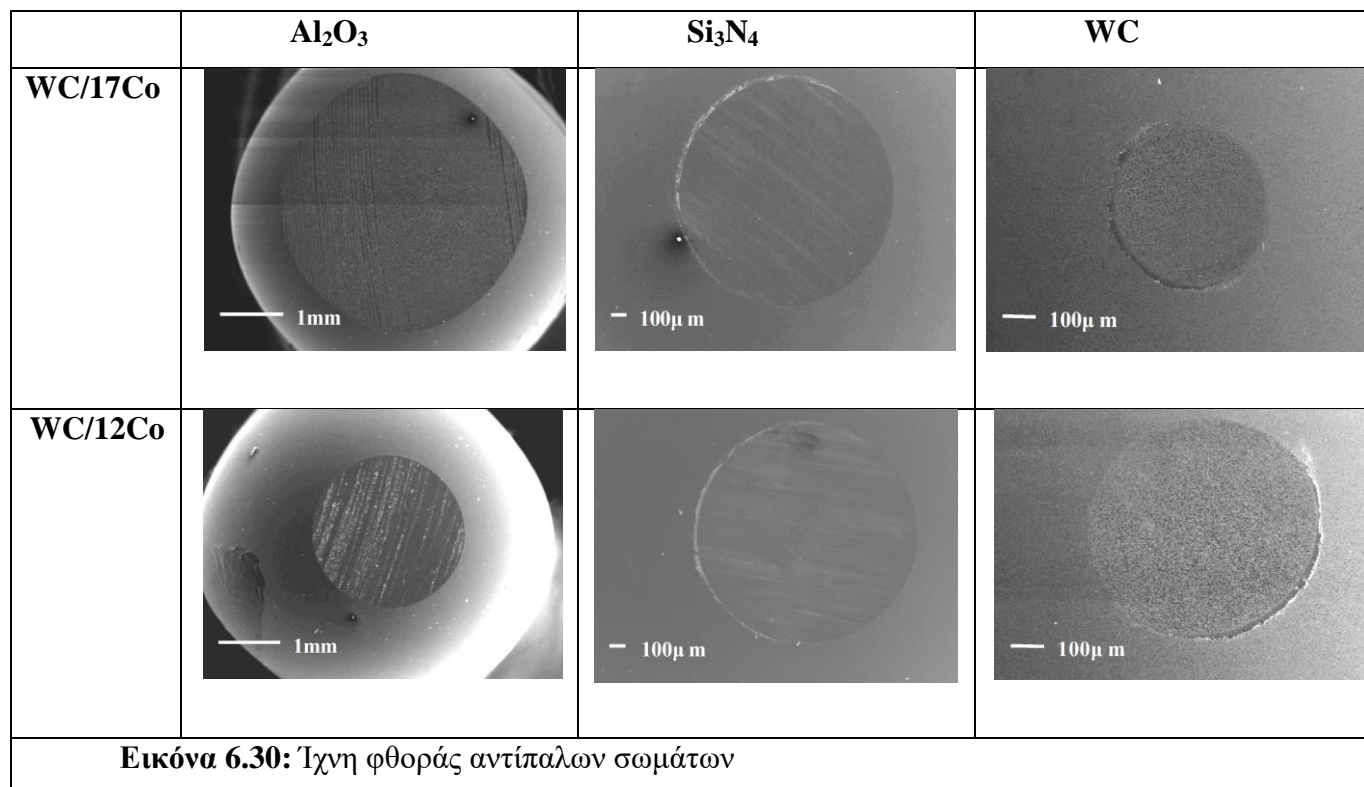 Al₂O₃ Si₃N₄ WC
WC/17Co
1mm 100μ m 100μ m
WC/12Co
1mm 100μ m 100μ m
Εικόνα 6.30: Ίχνη φθοράς αντίπαλων σωμάτων